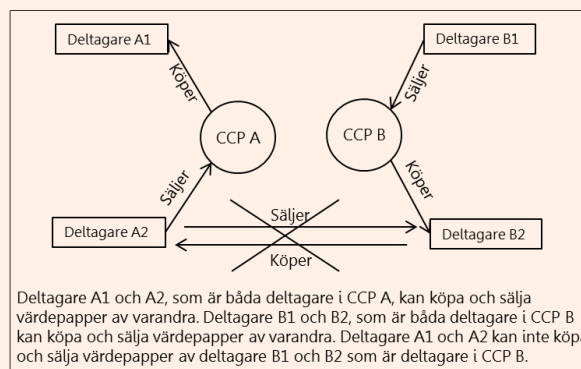 Deltagare A1
Deltagare B1
Köper
Säljer
CCP A
CCP B
Säljer
Köper
Säljer
Deltagare A2
Deltagare B2
Köper
Deltagare A1 och A2, som är båda deltagare i CCP A, kan köpa och sälja
värdepapper av varandra. Deltagare B1 och B2, som är båda deltagare i CCP B
kan köpa och sälja värdepapper av varandra. Deltagare A1 och A2 kan inte köpa
och sälja värdepapper av deltagare B1 och B2 som är deltagare i CCP B.